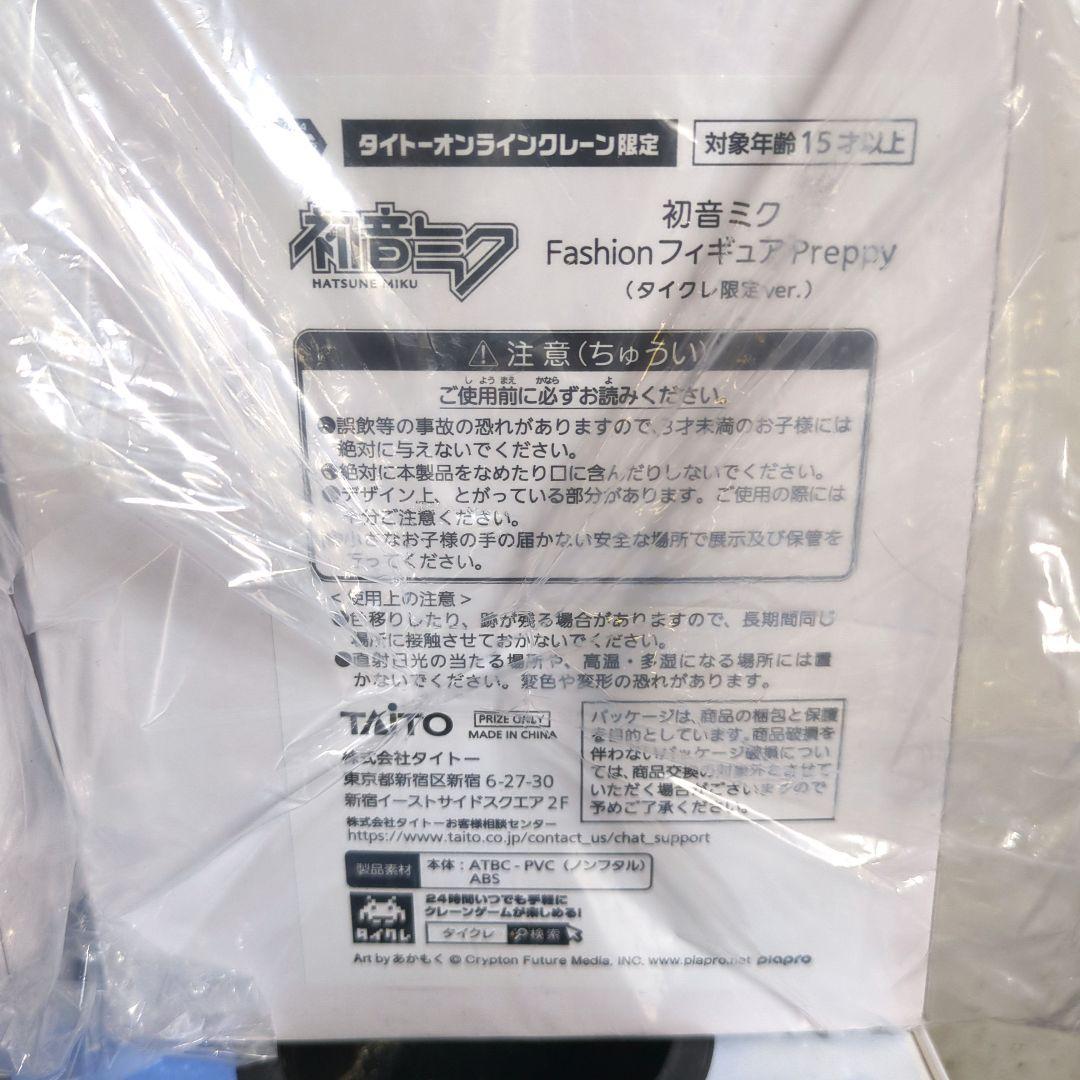 タイトーオンラインクレーン限定
対象年齢15才以上
初音ミク
HATSUNE MIKU
初音ミク
Fashionフィギュア Preppy
(タイクレ限定ver.)
⚠注意(ちゅうい)
ご使用前に必ずお読みください。
●誤飲等の事故の恐れがありますので、3才未満のお子様には
絶対に与えないでください。
●絶対に本製品をなめたり口に含んだりしないでください。
●デザイン上、とがっている部分があります。ご使用の際には
十分ご注意ください。
●小さなお子様の手の届かない安全な場所で展示及び保管を
行ってください。
<使用上の注意>
●色移りしたり、跡が残る場合がありますので、長期間同じ
場所に接触させておかないでください。
●直射日光の当たる場所や、高温・多湿になる場所には置
かないでください。変色や変形の恐れがあります。
TAITO
PRIZE ONLY
MADE IN CHINA
株式会社タイトー
東京都新宿区新宿 6-27-30
新宿イーストサイドスクエア 2F
株式会社タイトーお客様相談センター
https://www.taito.co.jp/contact_us/chat_support
パッケージは、商品の梱包と保護
を目的としています。商品破損を
伴わないパッケージ破損につい
ては、商品交換の対象外とさせて
いただく場合がございますので
予めご了承ください。
製品素材
本体:ATBC-PVC(ノンフタル)
ABS
タイクレ
24時間いつでも手軽に
クレーンゲームが楽しめる!
タイクレ 検索
Art by あかもく © Crypton Future Media, INC. www.piapro.net piapro